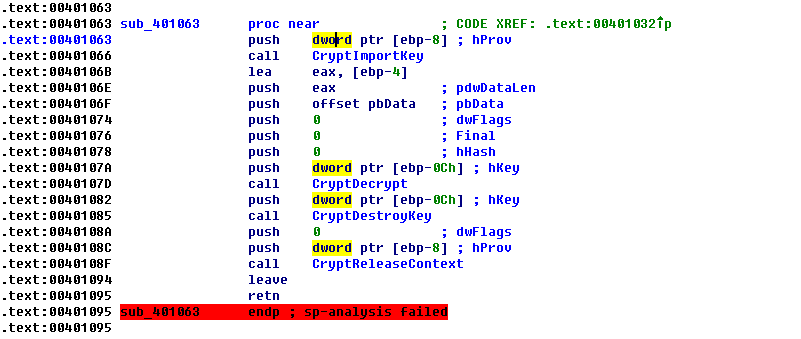 .text:00401063
.text:00401063 sub_401063 proc near ; CODE XREF: .text:00401032↑p
.text:00401063 push dword ptr [ebp-8] ; hProv
.text:00401066 call CryptImportKey
.text:0040106B lea eax, [ebp-4]
.text:0040106E push eax ; pdwDataLen
.text:0040106F push offset pbData ; pbData
.text:00401074 push 0 ; dwFlags
.text:00401076 push 0 ; Final
.text:00401078 push 0 ; hHash
.text:0040107A push dword ptr [ebp-0Ch] ; hKey
.text:0040107D call CryptDecrypt
.text:00401082 push dword ptr [ebp-0Ch] ; hKey
.text:00401085 call CryptDestroyKey
.text:0040108A push 0 ; dwFlags
.text:0040108C push dword ptr [ebp-8] ; hProv
.text:0040108F call CryptReleaseContext
.text:00401094 leave
.text:00401095 retn
.text:00401095 sub_401063 endp ; sp-analysis failed
.text:00401095